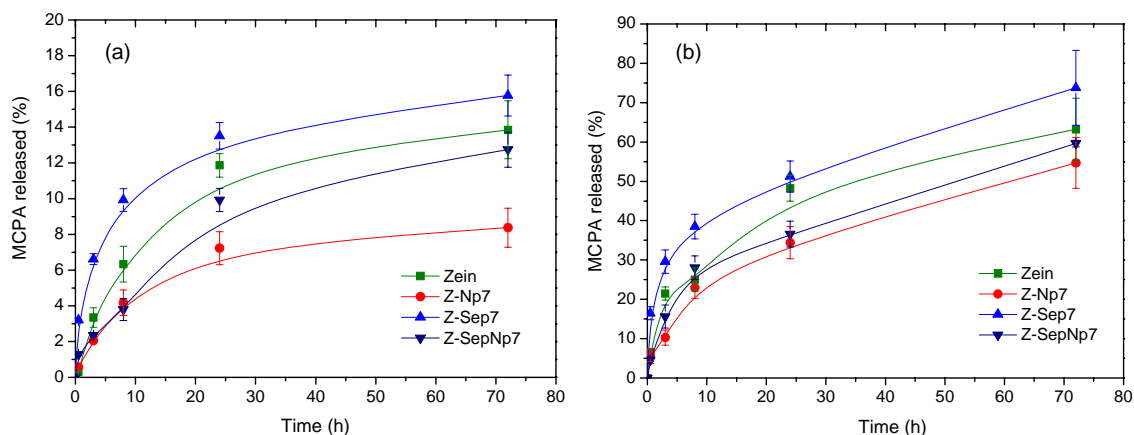 (a)
MCPA released (%)
20
18
16
14
12
10
8
6
4
2
0
Zein
Z-Np7
Z-Sep7
Z-SepNp7
0 10 20 30 40 50 60 70 80
Time (h)
(b)
MCPA released (%)
90
80
70
60
50
40
30
20
10
0
Zein
Z-Np7
Z-Sep7
Z-SepNp7
0 10 20 30 40 50 60 70 80
Time (h)